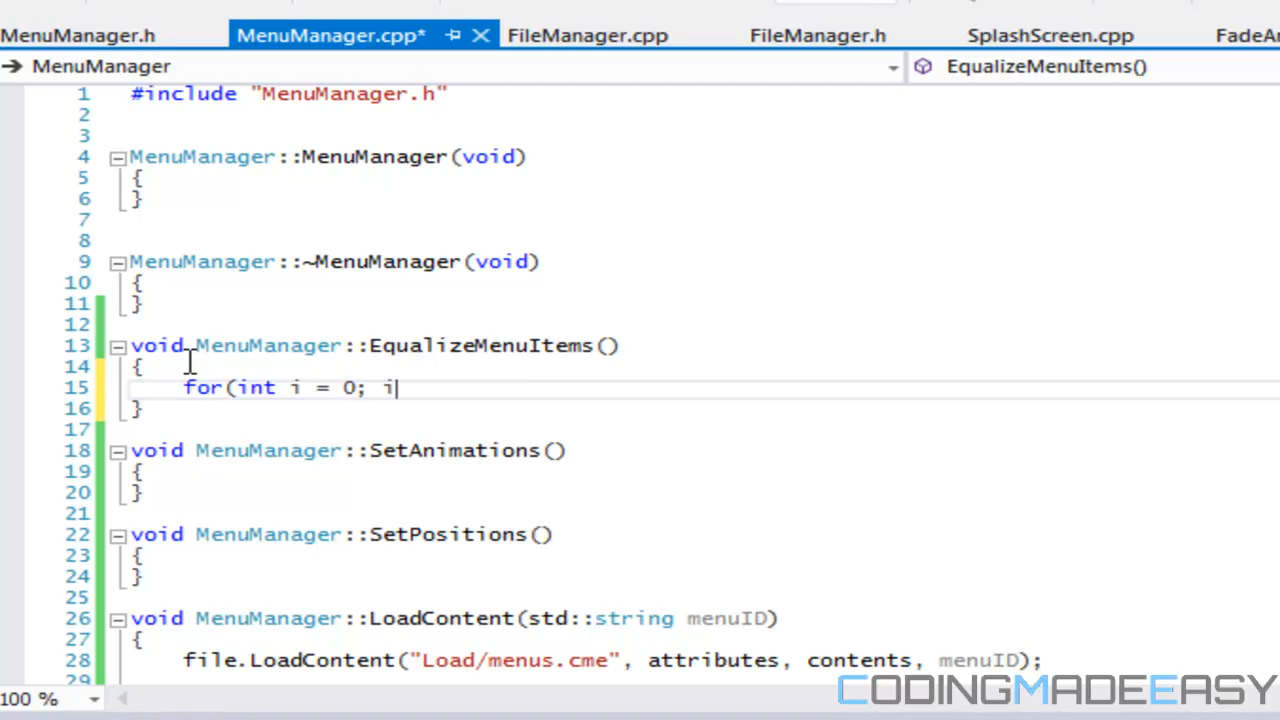 MenuManager.h MenuManager.cpp* FileManager.cpp FileManager.h SplashScreen.cpp FadeAn
MenuManager EqualizeMenuItems()
1 #include "MenuManager.h"
2
3
4 MenuManager::MenuManager(void)
5 {
6 }
7
8
9 MenuManager::~MenuManager(void)
10 {
11 }
12
13 void MenuManager::EqualizeMenuItems()
14 {
15 for(int i = 0; i
16 }
17
18 void MenuManager::SetAnimations()
19 {
20 }
21
22 void MenuManager::SetPositions()
23 {
24 }
25
26 void MenuManager::LoadContent(std::string menuID)
27 {
28 file.LoadContent("Load/menus.cme", attributes, contents, menuID);
29
100 %
CODINGMADEEASY